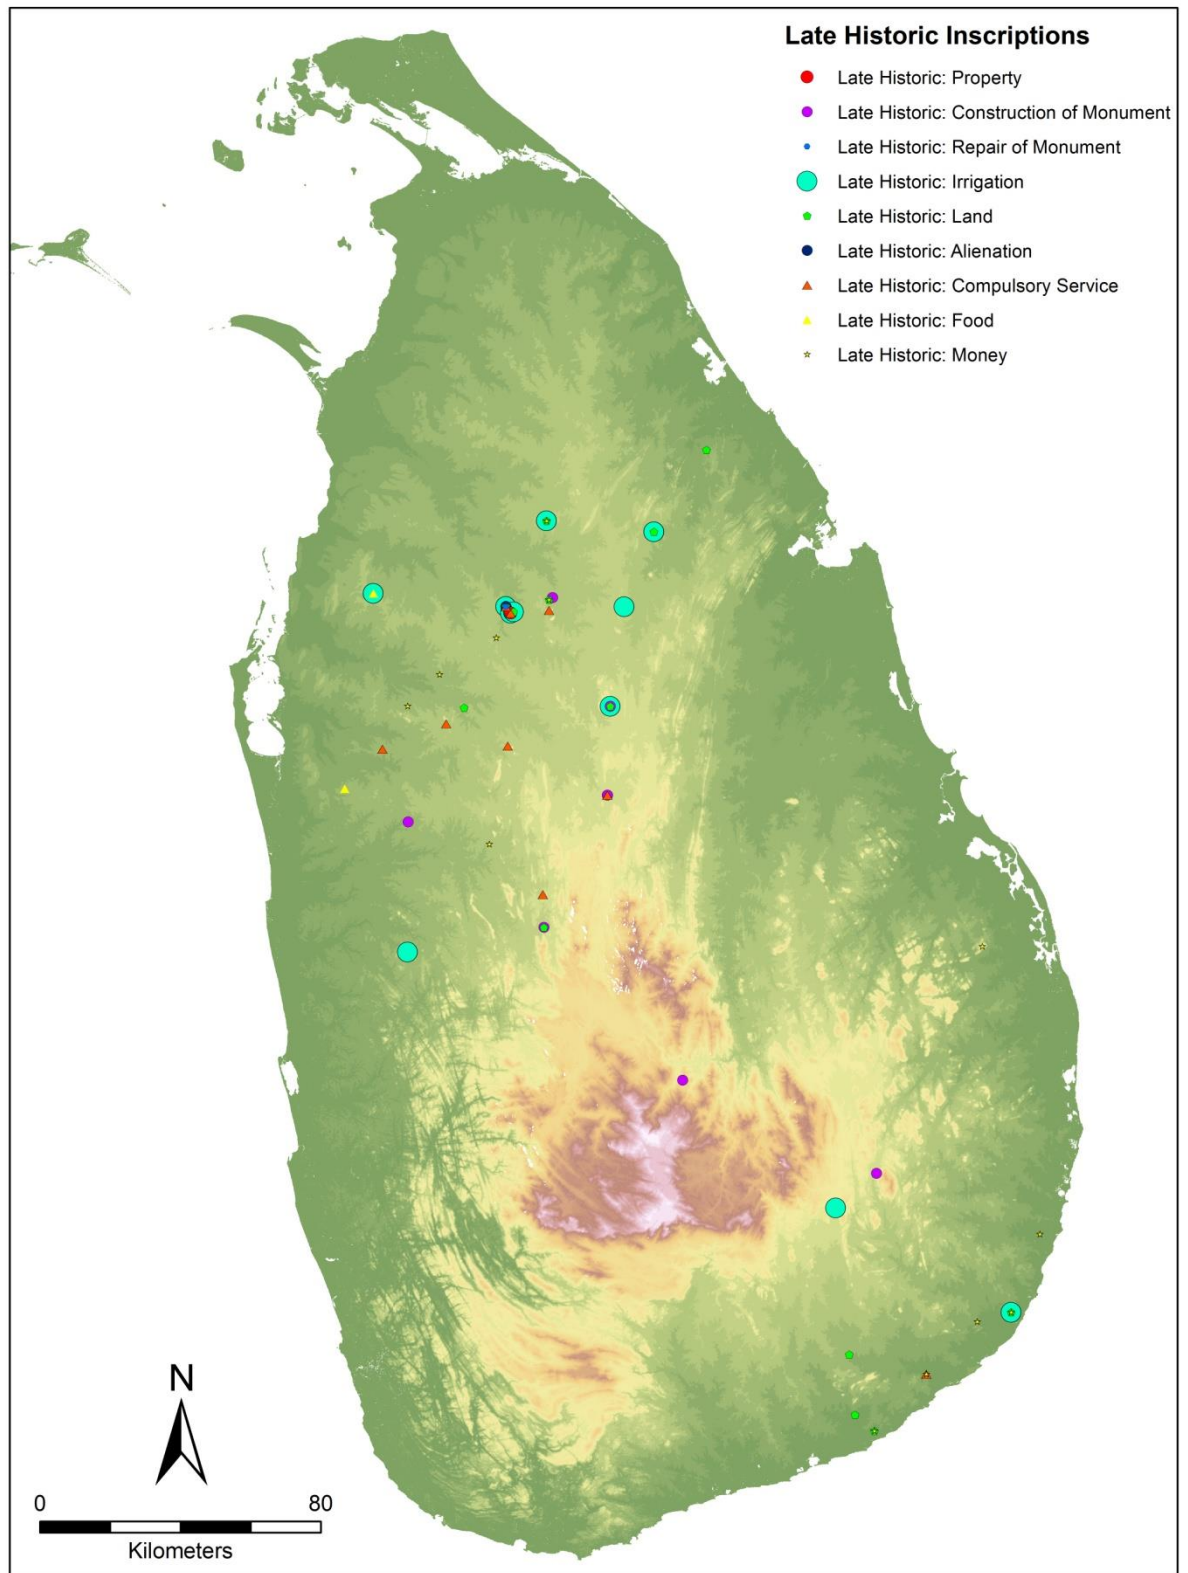 Late Historic Inscriptions
Late Historic: Property
Late Historic: Construction of Monument
Late Historic: Repair of Monument
Late Historic: Irrigation
Late Historic: Land
Late Historic: Alienation
Late Historic: Compulsory Service
Late Historic: Food
Late Historic: Money
N
0 80
Kilometers